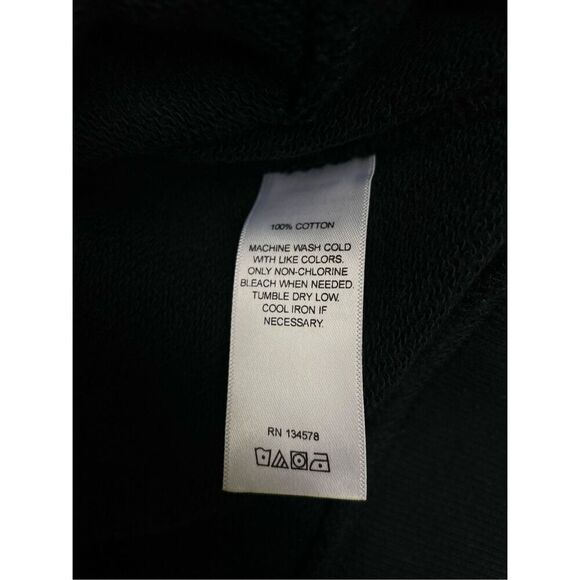 100% COTTON
MACHINE WASH COLD
WITH LIKE COLORS.
ONLY NON-CHLORINE
BLEACH WHEN NEEDED.
TUMBLE DRY LOW.
COOL IRON IF
NECESSARY.
RN 134578